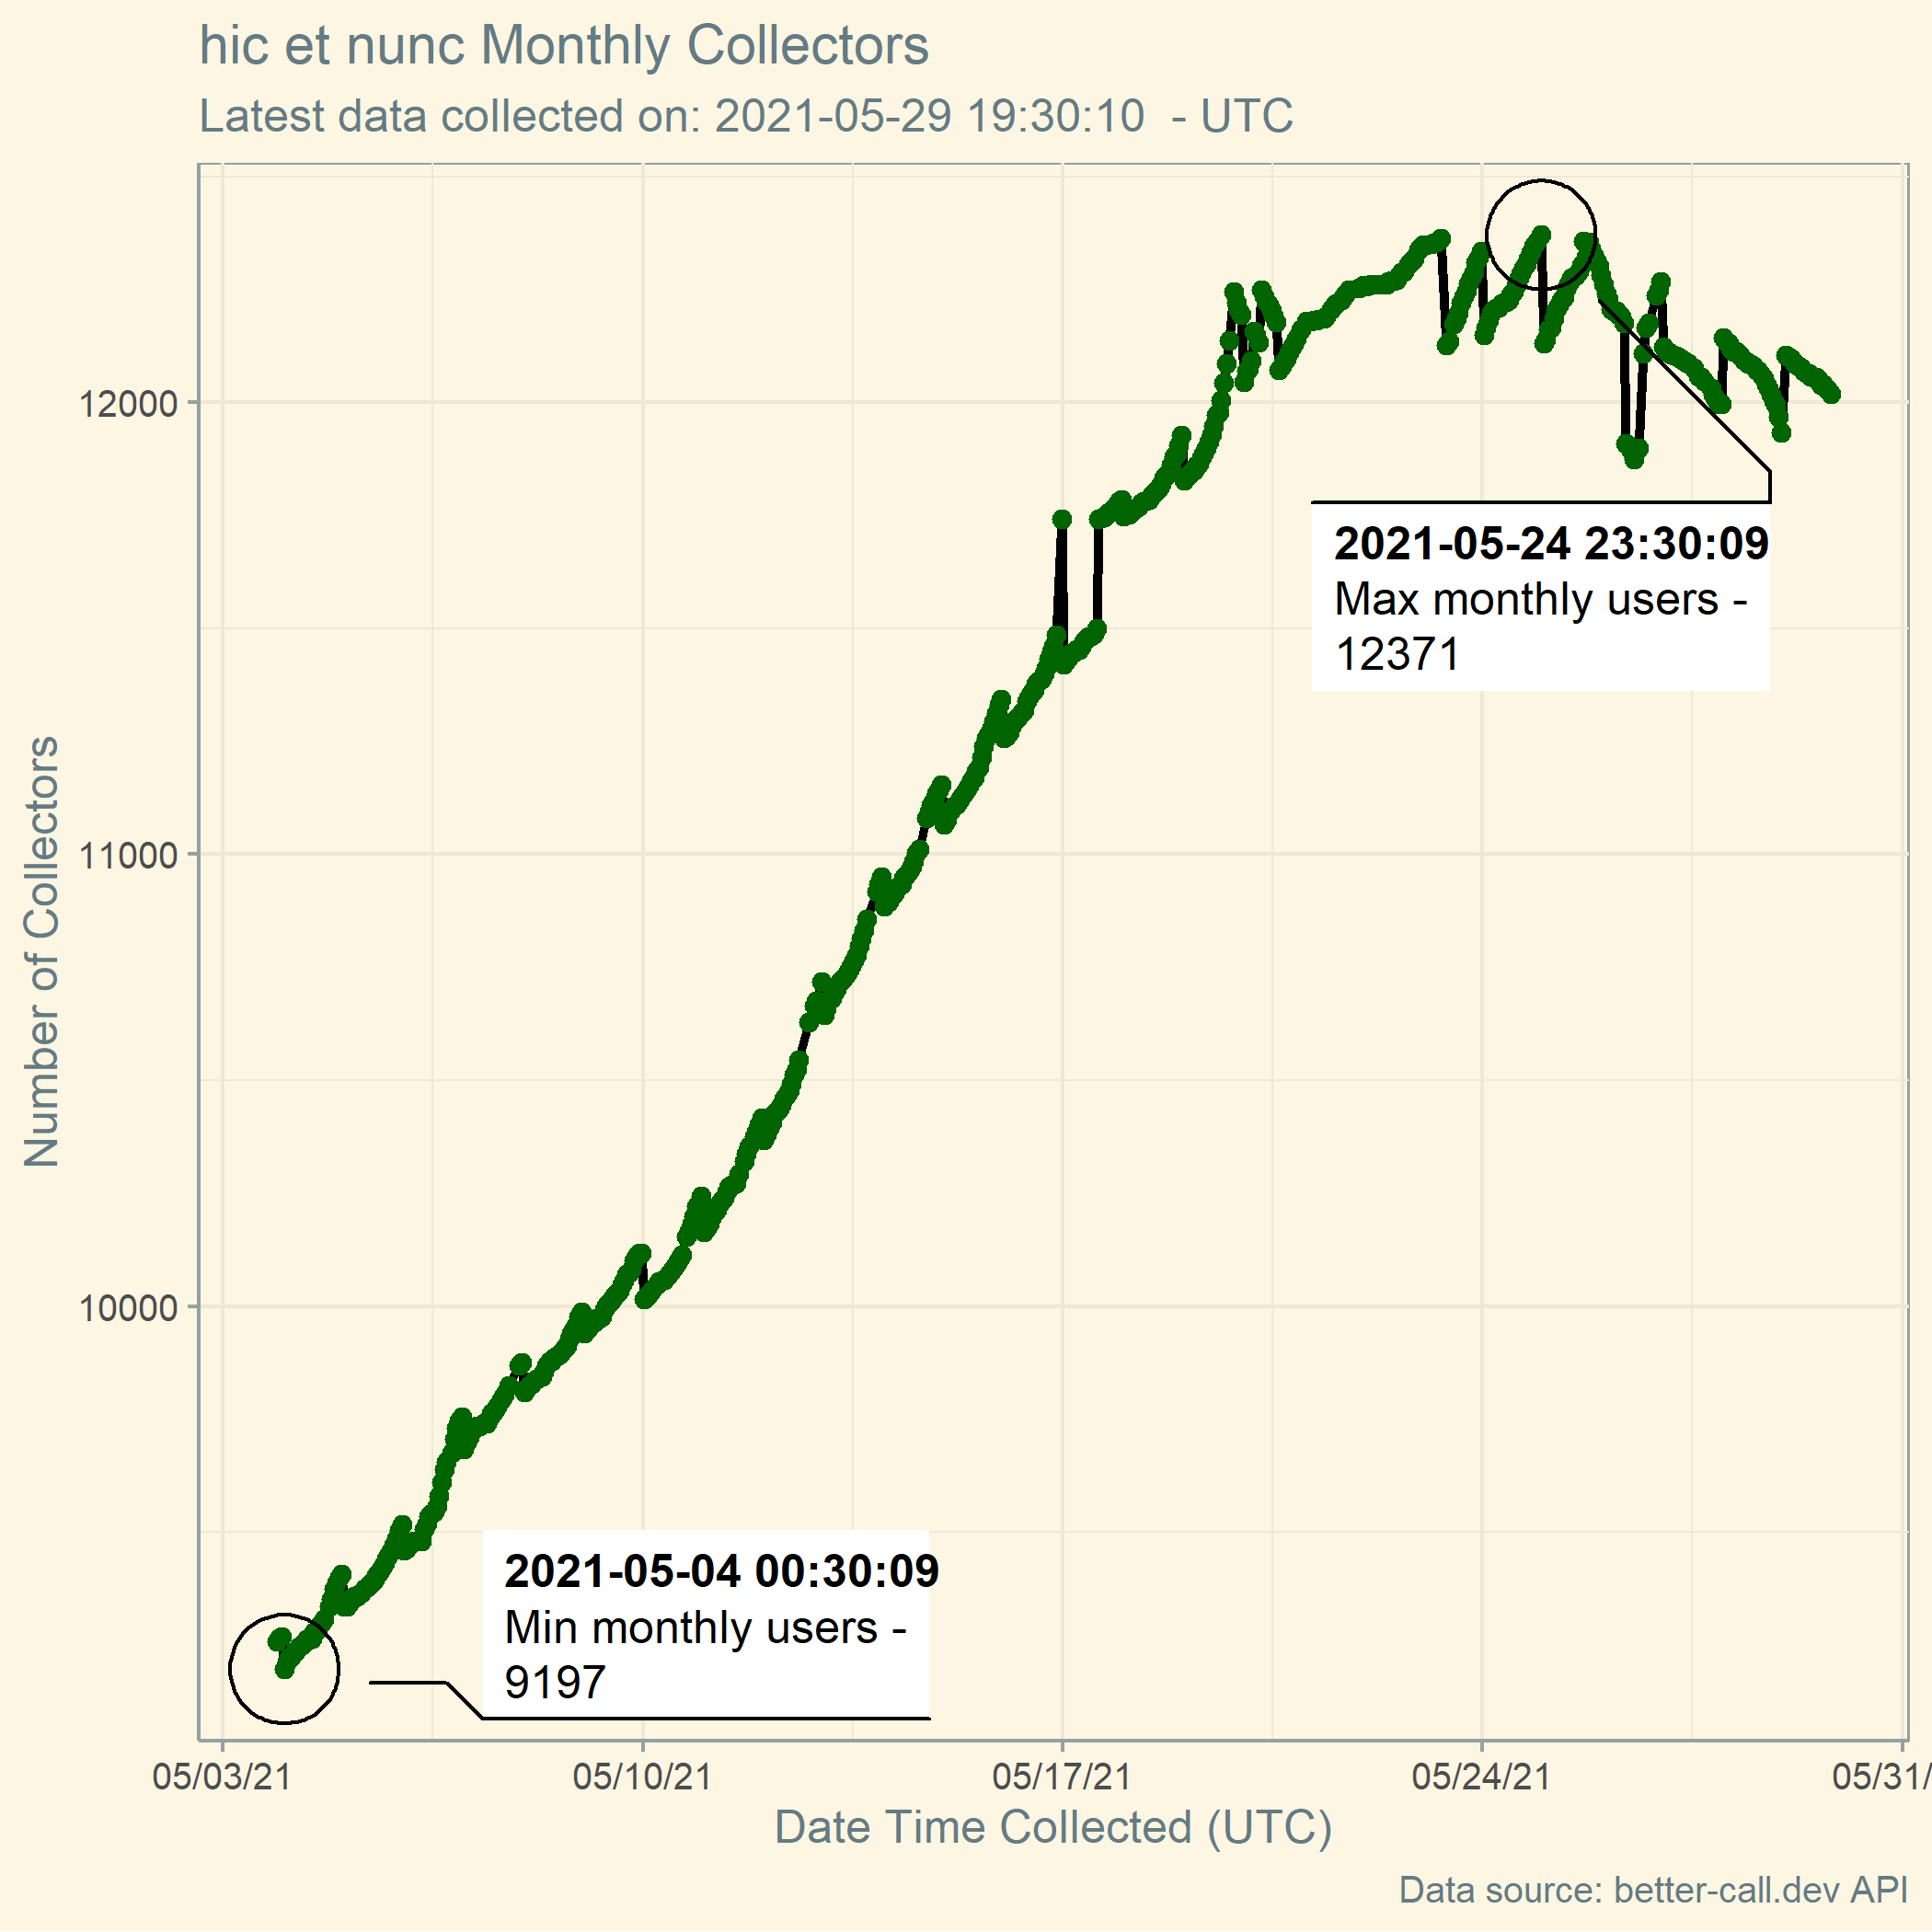 hic et nunc Monthly Collectors
Latest data collected on: 2021-05-29 19:30:10 - UTC
12000
11000
10000
Number of Collectors
2021-05-24 23:30:09
Max monthly users -
12371
2021-05-04 00:30:09
Min monthly users -
9197
05/03/21
05/10/21
05/17/21
05/24/21
05/31/
Date Time Collected (UTC)
Data source: better-call.dev API